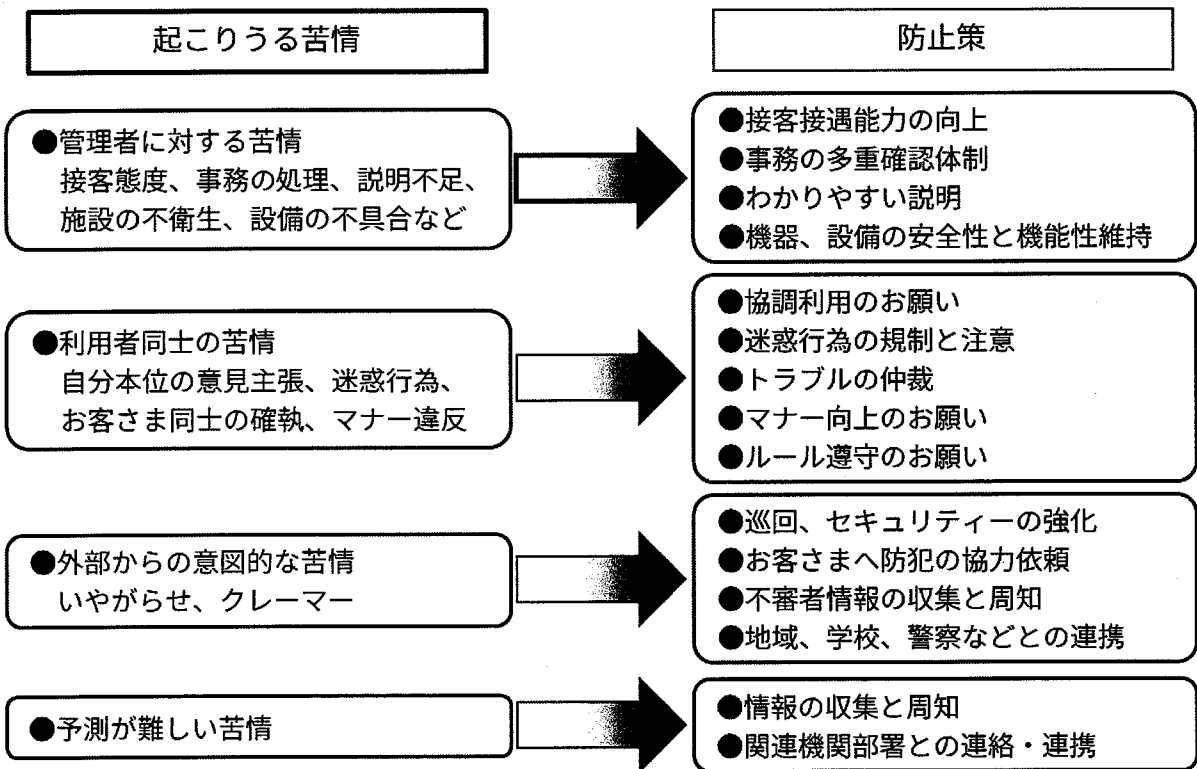 起こりうる苦情
防止策
●管理者に対する苦情
接客態度、事務の処理、説明不足、
施設の不衛生、設備の不具合など
●接客接遇能力の向上
●事務の多重確認体制
●わかりやすい説明
●機器、設備の安全性と機能性維持
●利用者同士の苦情
自分本位の意見主張、迷惑行為、
お客さま同士の確執、マナー違反
●協調利用のお願い
●迷惑行為の規制と注意
●トラブルの仲裁
●マナー向上のお願い
●ルール遵守のお願い
●外部からの意図的な苦情
いやがらせ、クレーマー
●巡回、セキュリティーの強化
●お客さまへ防犯の協力依頼
●不審者情報の収集と周知
●地域、学校、警察などとの連携
●予測が難しい苦情
●情報の収集と周知
●関連機関部署との連絡・連携